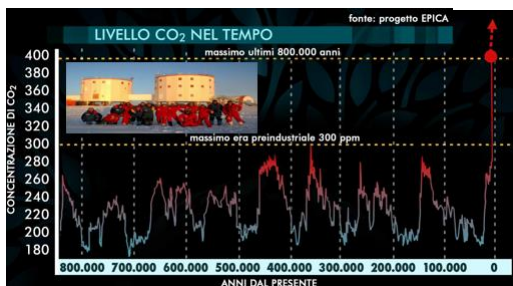 fonte: progetto EPICA
LIVELLO CO₂ NEL TEMPO
massimo ultimi 800.000 anni
massimo era preindustriale 300 ppm
CONCENTRAZIONE DI CO₂
400
380
360
340
320
300
280
260
240
220
200
180
800.000 700.000 600.000 500.000 400.000 300.000 200.000 100.000 0
ANNI DAL PRESENTE